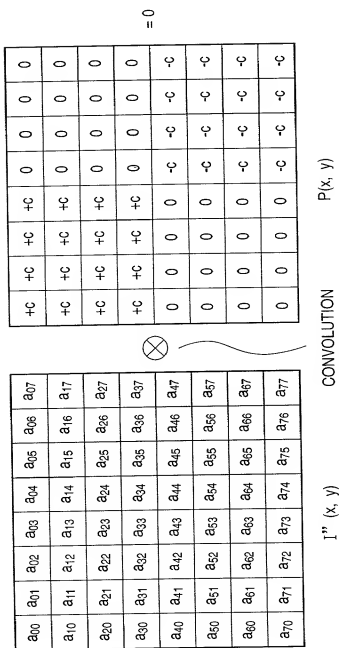 a00 a01 a02 a03 a04 a05 a06 a07
a10 a11 a12 a13 a14 a15 a16 a17
a20 a21 a22 a23 a24 a25 a26 a27
a30 a31 a32 a33 a34 a35 a36 a37
a40 a41 a42 a43 a44 a45 a46 a47
a50 a51 a52 a53 a54 a55 a56 a57
a60 a61 a62 a63 a64 a65 a66 a67
a70 a71 a72 a73 a74 a75 a76 a77
I" (x, y)
CONVOLUTION
+C +C +C +C 0 0 0 0
+C +C +C +C 0 0 0 0
+C +C +C +C 0 0 0 0
+C +C +C +C 0 0 0 0
0 0 0 0 -C -C -C -C
0 0 0 0 -C -C -C -C
0 0 0 0 -C -C -C -C
0 0 0 0 -C -C -C -C
P(x, y)
= 0